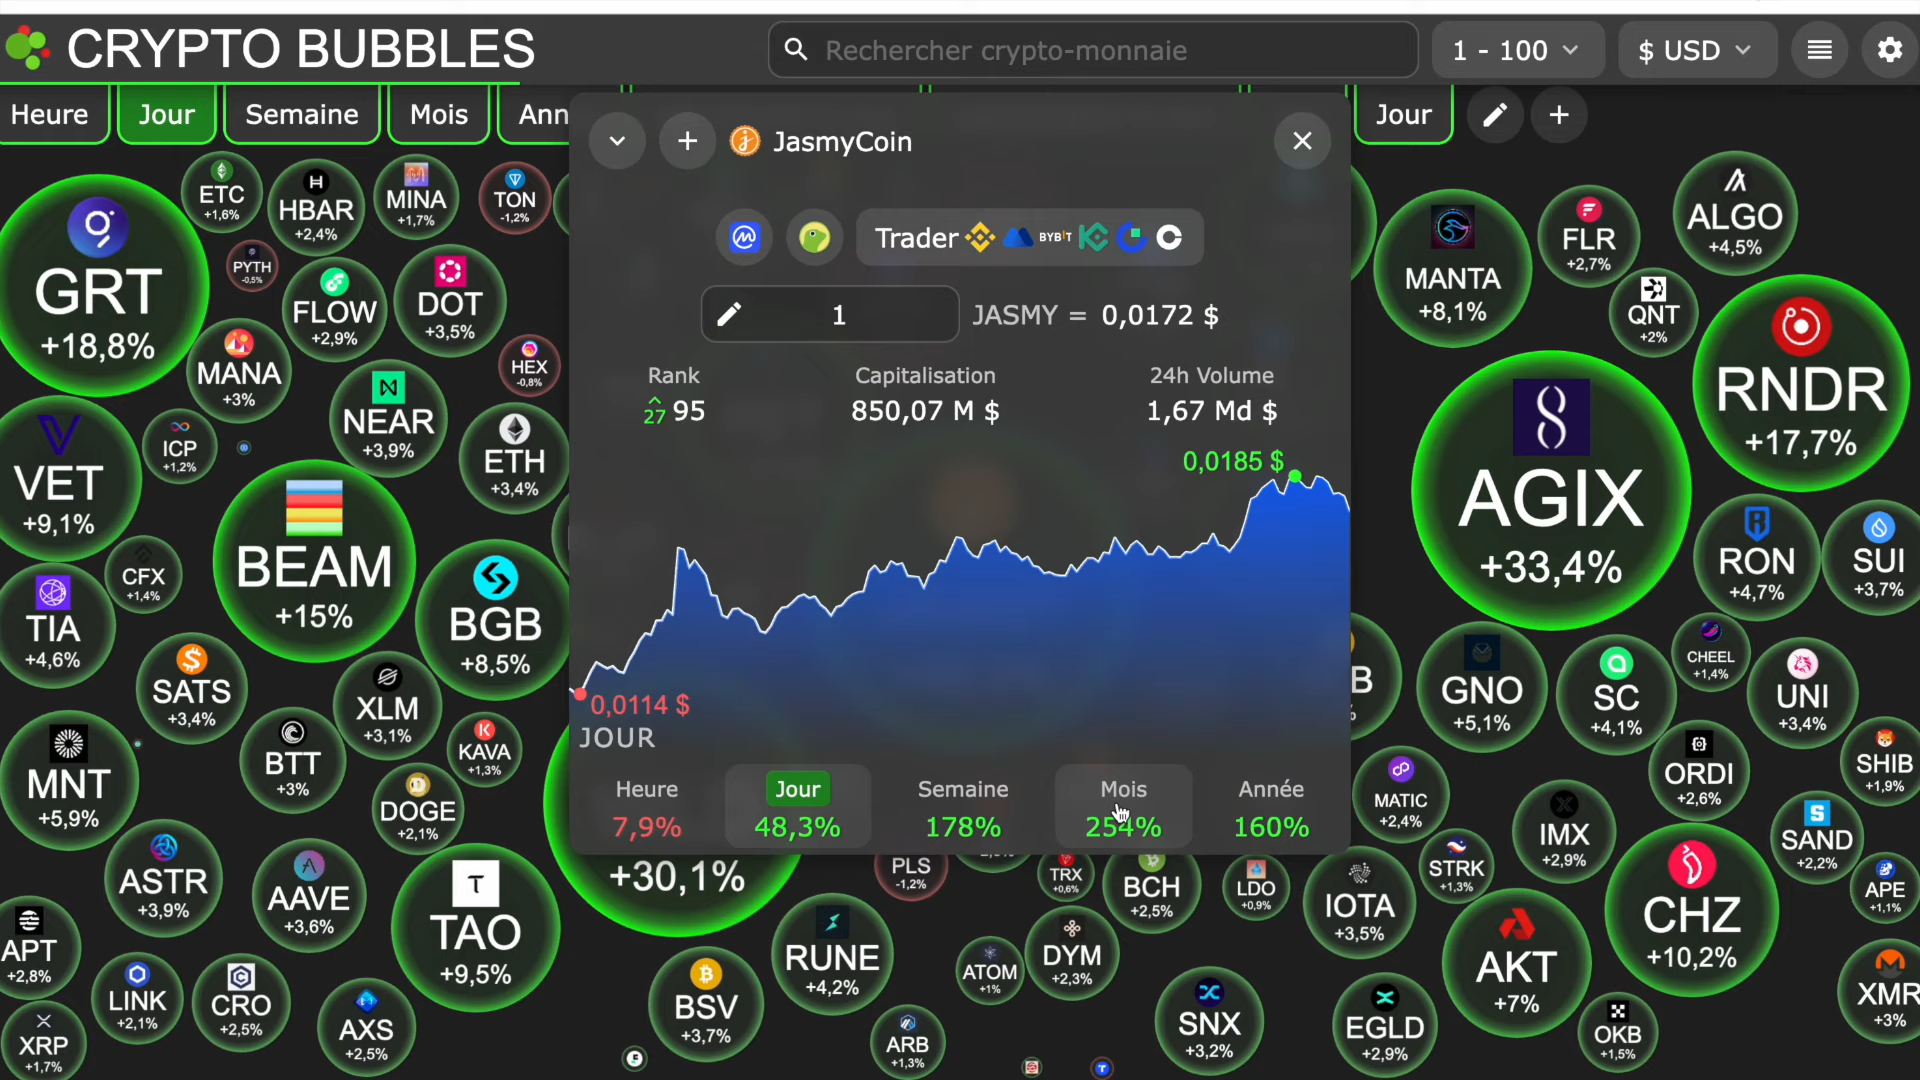 CRYPTO BUBBLES
Rechercher crypto-monnaie
1 - 100
$ USD
Heure
Jour
Semaine
Mois
Ann
Jour
JasmyCoin
Trader
BYBIT
1
JASMY = 0,0172 $
Rank
27 95
Capitalisation
850,07 M $
24h Volume
1,67 Md $
0,0185 $
0,0114 $
JOUR
Heure
7,9%
Jour
48,3%
Semaine
178%
Mois
254%
Année
160%
GRT
+18,8%
ETC
+1,6%
HBAR
+2,4%
MINA
+1,7%
TON
-1,2%
PYTH
-0,5%
FLOW
+2,9%
DOT
+3,5%
MANA
+3%
HEX
-0,8%
NEAR
+3,9%
VET
+9,1%
ICP
+1,2%
ETH
+3,4%
BEAM
+15%
CFX
+1,4%
BGB
+8,5%
TIA
+4,6%
SATS
+3,4%
XLM
+3,1%
KAVA
+1,3%
BTT
+3%
MNT
+5,9%
DOGE
+2,1%
ASTR
+3,9%
AAVE
+3,6%
TAO
+9,5%
APT
+2,8%
LINK
+2,1%
CRO
+2,5%
AXS
+2,5%
XRP
+1,7%
+30,1%
PLS
-1,2%
TRX
+0,6%
BCH
+2,5%
LDO
+0,9%
RUNE
+4,2%
ATOM
+1%
DYM
+2,3%
BSV
+3,7%
ARB
+1,3%
SNX
+3,2%
MANTA
+8,1%
FLR
+2,7%
ALGO
+4,5%
QNT
+2%
RNDR
+17,7%
AGIX
+33,4%
RON
+4,7%
SUI
+3,7%
B
GNO
+5,1%
SC
+4,1%
CHEEL
+1,4%
UNI
+3,4%
MATIC
+2,4%
ORDI
+2,6%
SHIB
+1,9%
IMX
+2,9%
SAND
+2,2%
STRK
+1,3%
IOTA
+3,5%
APE
+1,1%
CHZ
+10,2%
AKT
+7%
XMR
+3%
EGLD
+2,9%
OKB
+1,5%